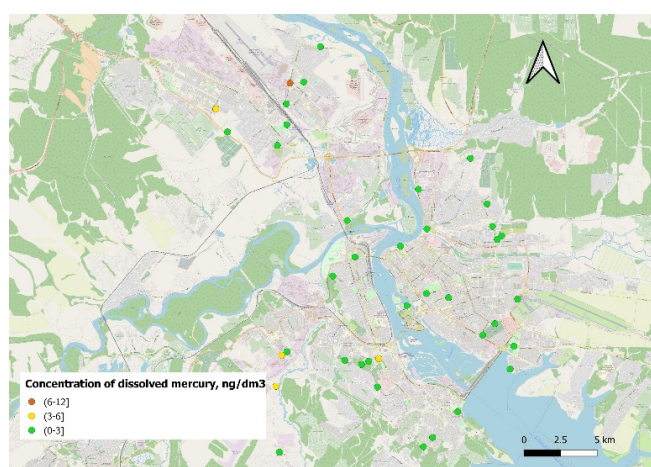 Concentration of dissolved mercury, ng/dm3
(6-12]
(3-6]
(0-3]
0 2.5 5 km